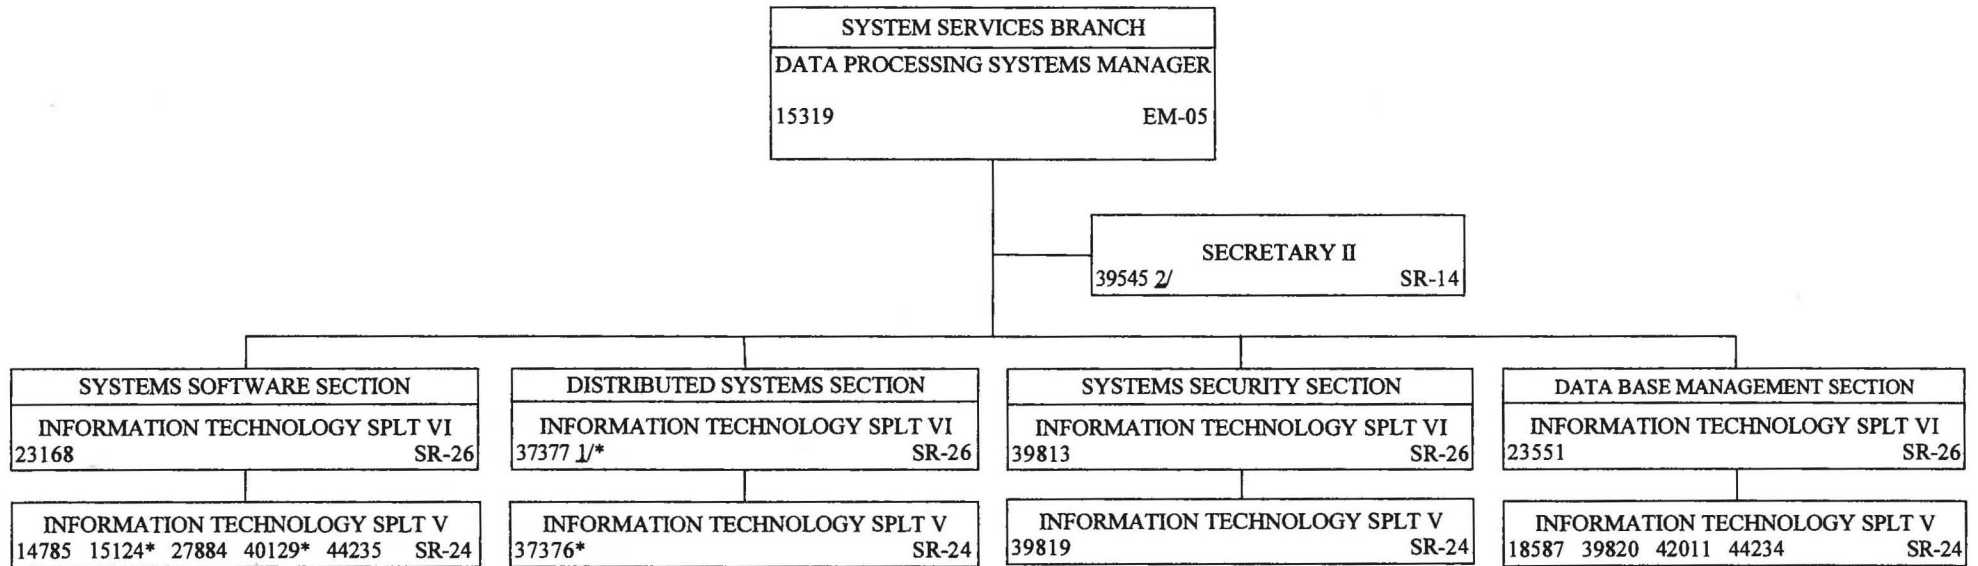 SYSTEM SERVICES BRANCH
DATA PROCESSING SYSTEMS MANAGER
15319 EM-05
SECRETARY II
39545 2/ SR-14
SYSTEMS SOFTWARE SECTION
INFORMATION TECHNOLOGY SPLT VI
23168 SR-26
INFORMATION TECHNOLOGY SPLT V
14785 15124* 27884 40129* 44235 SR-24
DISTRIBUTED SYSTEMS SECTION
INFORMATION TECHNOLOGY SPLT VI
37377 1/* SR-26
INFORMATION TECHNOLOGY SPLT V
37376* SR-24
SYSTEMS SECURITY SECTION
INFORMATION TECHNOLOGY SPLT VI
39813 SR-26
INFORMATION TECHNOLOGY SPLT V
39819 SR-24
DATA BASE MANAGEMENT SECTION
INFORMATION TECHNOLOGY SPLT VI
23551 SR-26
INFORMATION TECHNOLOGY SPLT V
18587 39820 42011 44234 SR-24